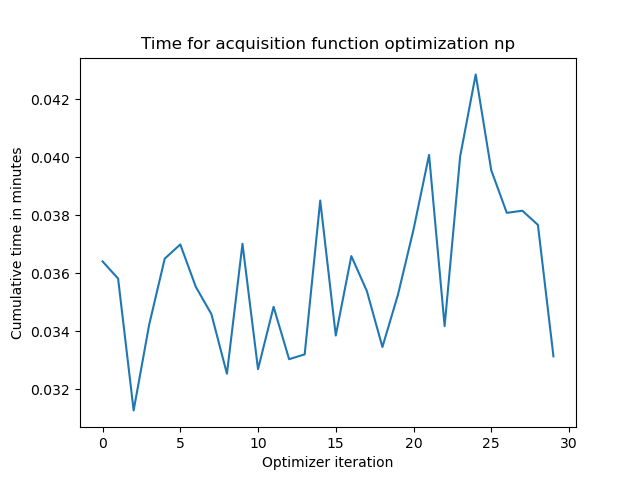 Time for acquisition function optimization np
Cumulative time in minutes
0.042
0.040
0.038
0.036
0.034
0.032
0 5 10 15 20 25 30
Optimizer iteration